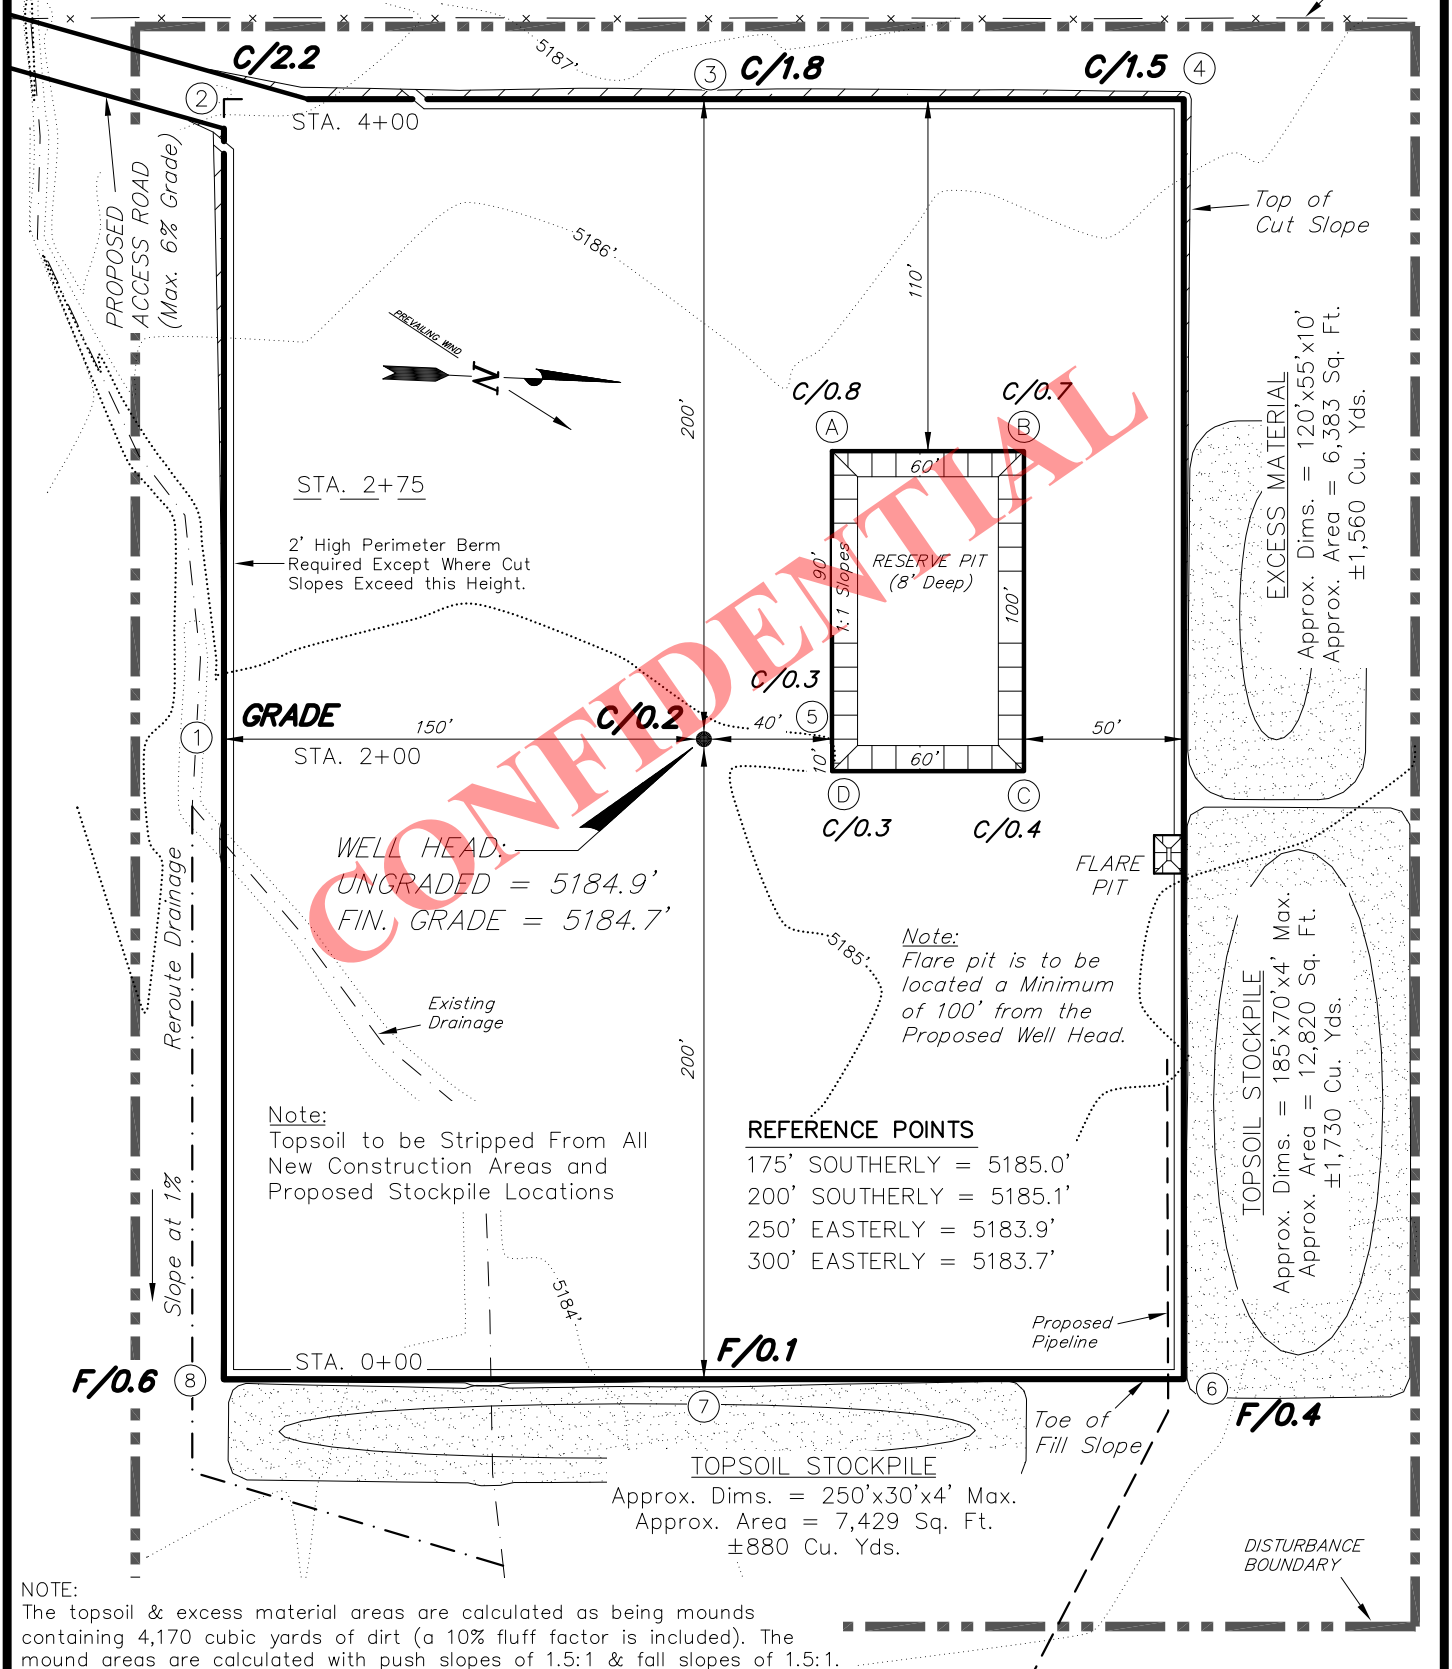 5187'
C/2.2
3
C/1.8
C/1.5
4
2
STA. 4+00
PROPOSED
ACCESS ROAD
(Max. 6% Grade)
Top of
Cut Slope
5186'
110'
PREVAILING WIND
N
200'
C/0.8
C/0.7
A
B
60'
STA. 2+75
2' High Perimeter Berm
Required Except Where Cut
Slopes Exceed this Height.
90'
1:1 Slopes
RESERVE PIT
(8' Deep)
100'
EXCESS MATERIAL
Approx. Dims. = 120'x55'x10'
Approx. Area = 6,383 Sq. Ft.
±1,560 Cu. Yds.
CONFIDENTIAL
C/0.3
GRADE
150'
C/0.2
40'
5
50'
1
STA. 2+00
10'
60'
D
C
C/0.3
C/0.4
WELL HEAD:
UNGRADED = 5184.9'
FIN. GRADE = 5184.7'
FLARE
PIT
Reroute Drainage
5185'
Note:
Flare pit is to be
located a Minimum
of 100' from the
Proposed Well Head.
Existing
Drainage
200'
TOPSOIL STOCKPILE
Approx. Dims. = 185'x70'x4' Max.
Approx. Area = 12,820 Sq. Ft.
±1,730 Cu. Yds.
Note:
Topsoil to be Stripped From All
New Construction Areas and
Proposed Stockpile Locations
REFERENCE POINTS
175' SOUTHERLY = 5185.0'
200' SOUTHERLY = 5185.1'
250' EASTERLY = 5183.9'
300' EASTERLY = 5183.7'
Slope at 1%
5184'
Proposed
Pipeline
STA. 0+00
F/0.1
F/0.6
8
7
6
F/0.4
Toe of
Fill Slope
TOPSOIL STOCKPILE
Approx. Dims. = 250'x30'x4' Max.
Approx. Area = 7,429 Sq. Ft.
±880 Cu. Yds.
DISTURBANCE
BOUNDARY
NOTE:
The topsoil & excess material areas are calculated as being mounds
containing 4,170 cubic yards of dirt (a 10% fluff factor is included). The
mound areas are calculated with push slopes of 1.5:1 & fall slopes of 1.5:1.